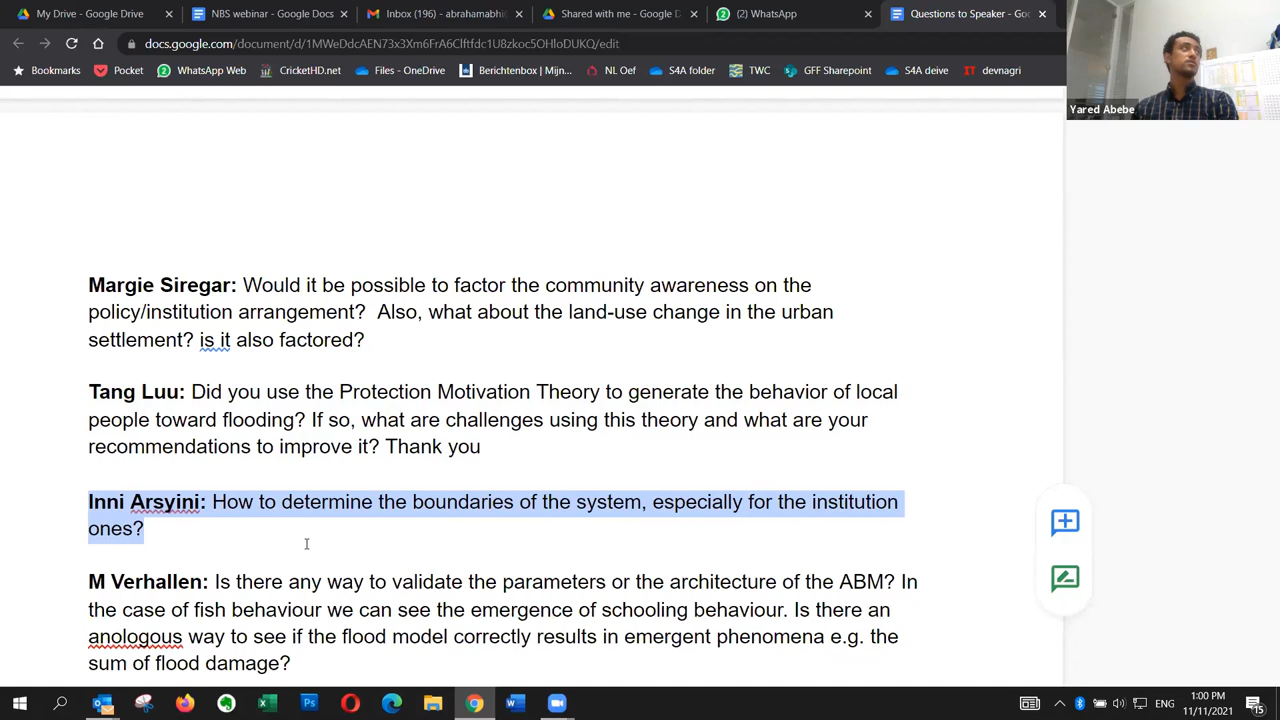 My Drive - Google Drive
NBS webinar - Google Docs
Inbox (196) - abrahamabhi
Shared with me - Google D
(2) WhatsApp
Questions to Speaker - Goo
docs.google.com/document/d/1MWeDdcAEN73x3Xm6FrA6Clftfdc1U8zkoc5OHloDUKQ/edit
Bookmarks
Pocket
WhatsApp Web
CricketHD.net
Files - OneDrive
Berichtenbox | Mijn...
NL Oef
S4A folder
TWC
GFF Sharepoint
S4A deive
devnagri
Yared Abebe
Margie Siregar: Would it be possible to factor the community awareness on the
policy/institution arrangement? Also, what about the land-use change in the urban
settlement? is it also factored?
Tang Luu: Did you use the Protection Motivation Theory to generate the behavior of local
people toward flooding? If so, what are challenges using this theory and what are your
recommendations to improve it? Thank you
Inni Arsyini: How to determine the boundaries of the system, especially for the institution
ones?
M Verhallen: Is there any way to validate the parameters or the architecture of the ABM? In
the case of fish behaviour we can see the emergence of schooling behaviour. Is there an
anologous way to see if the flood model correctly results in emergent phenomena e.g. the
sum of flood damage?
ENG
1:00 PM
11/11/2021
15